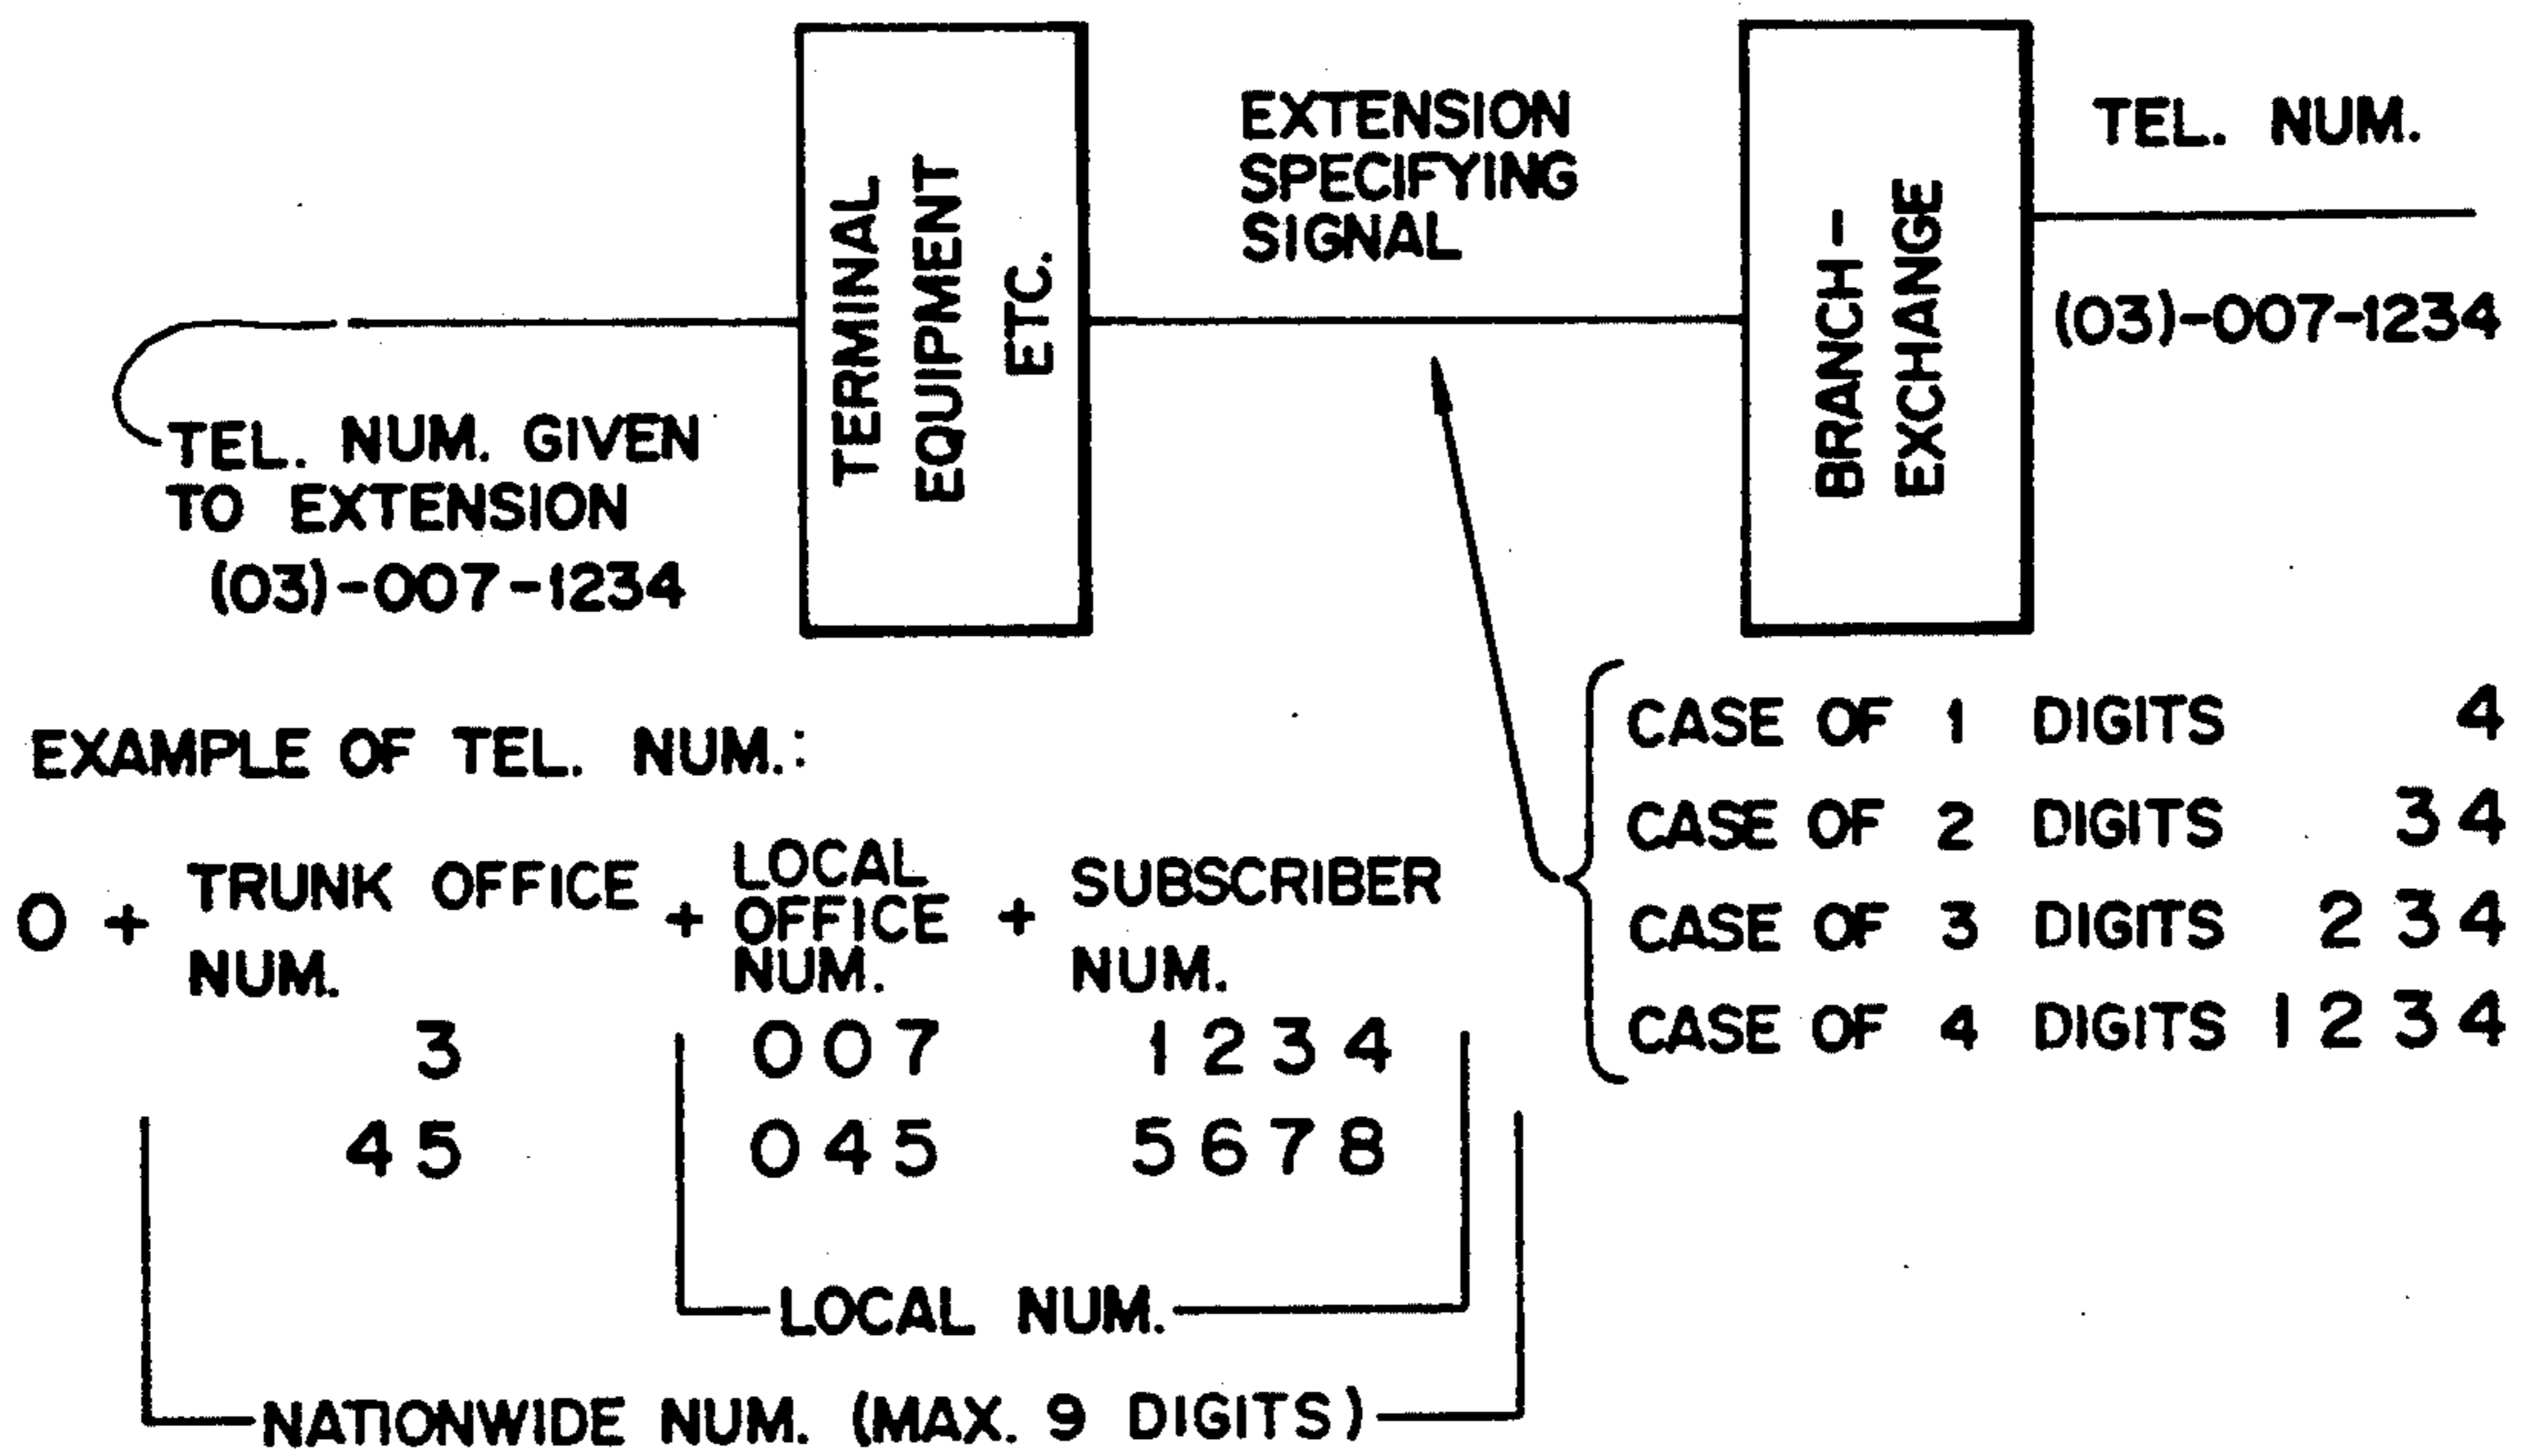 TERMINAL
EQUIPMENT
ETC.
EXTENSION
SPECIFYING
SIGNAL
BRANCH-
EXCHANGE
TEL. NUM.
(03)-007-1234
TEL. NUM. GIVEN
TO EXTENSION
(03)-007-1234
CASE OF 1 DIGITS 4
CASE OF 2 DIGITS 34
CASE OF 3 DIGITS 234
CASE OF 4 DIGITS 1234
EXAMPLE OF TEL. NUM.:
0 + TRUNK OFFICE
NUM.
+ LOCAL
OFFICE
NUM.
+ SUBSCRIBER
NUM.
3 007 1234
45 045 5678
LOCAL NUM.
NATIONWIDE NUM. (MAX. 9 DIGITS)